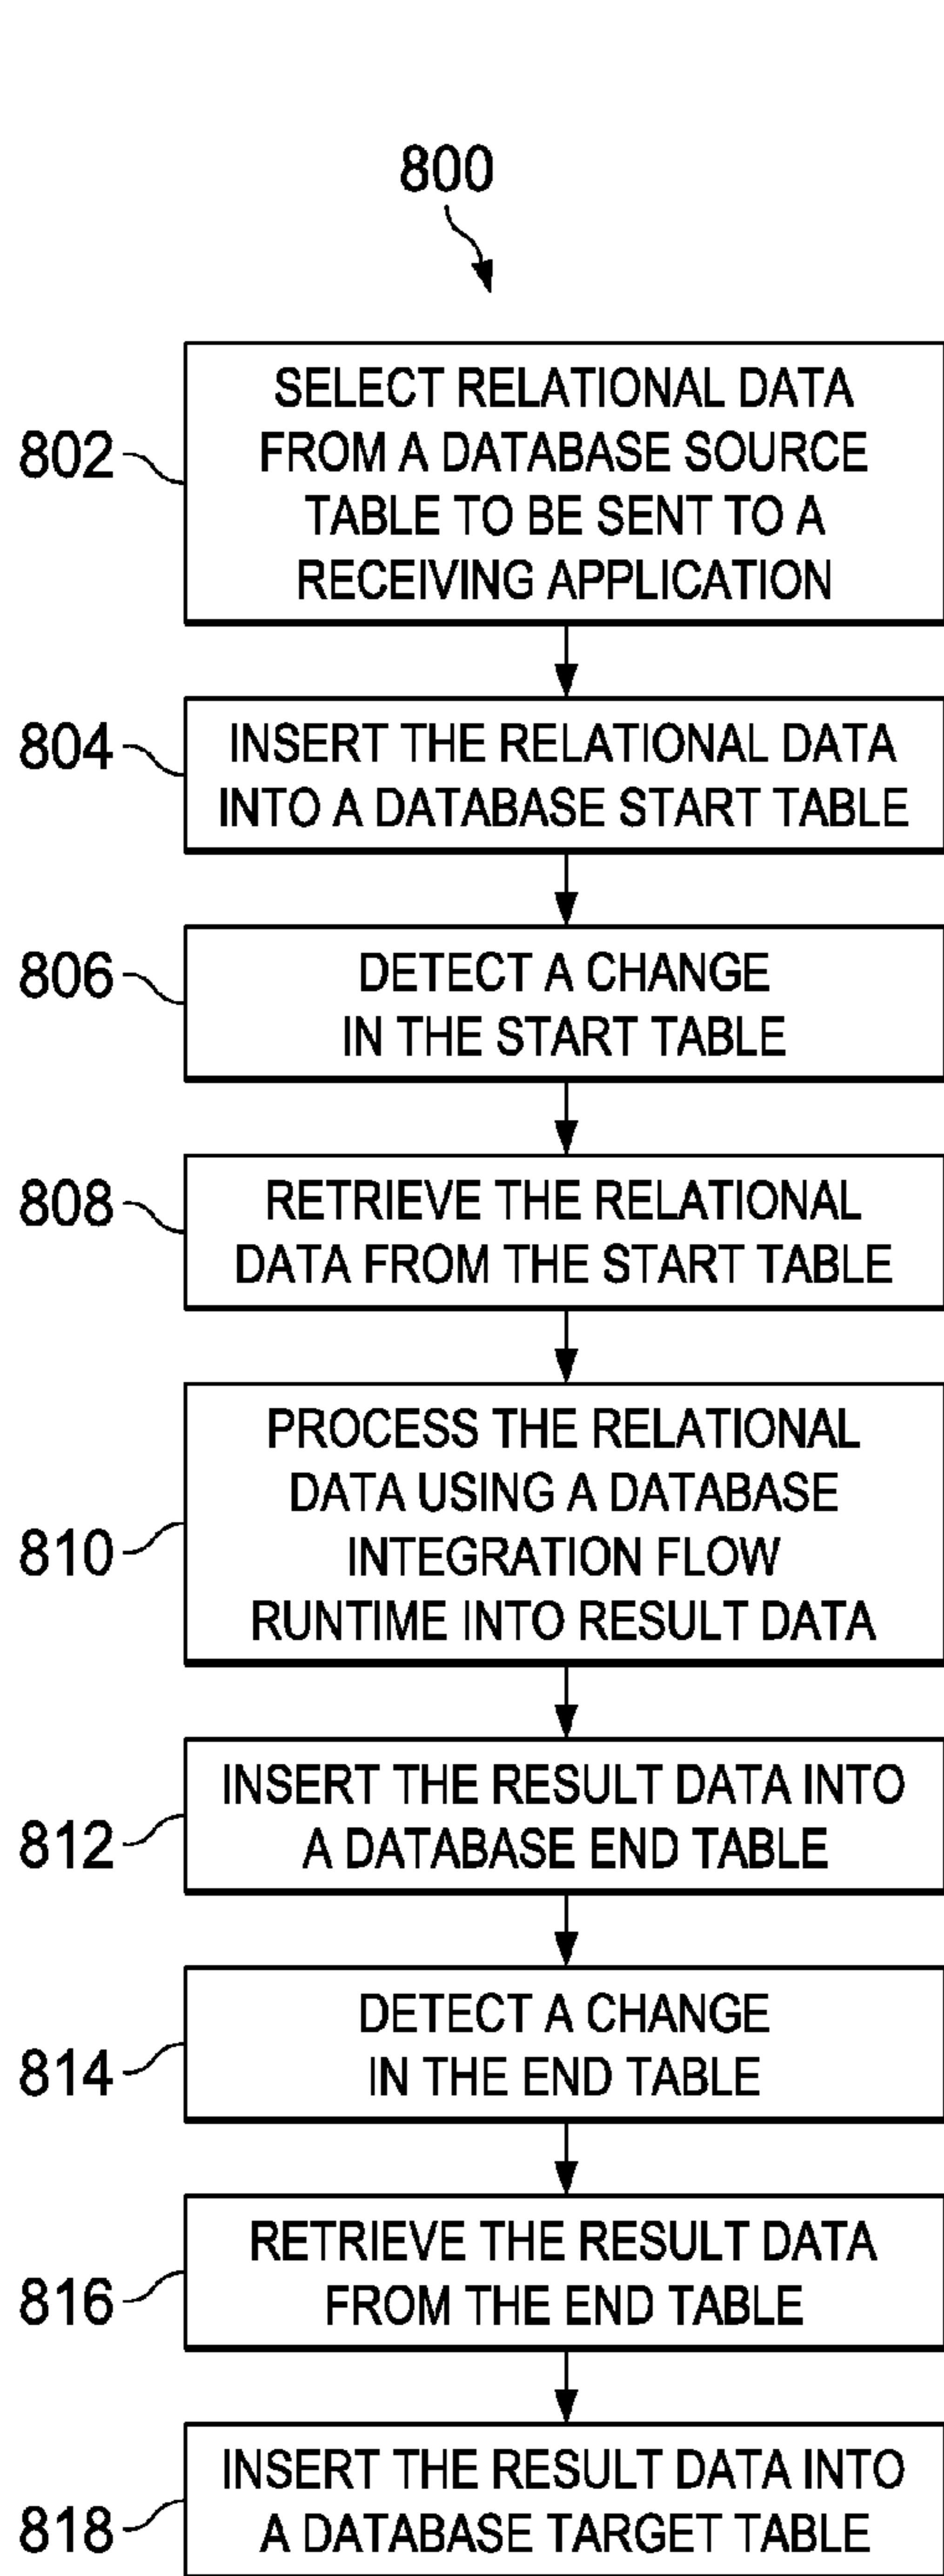 800
802
SELECT RELATIONAL DATA
FROM A DATABASE SOURCE
TABLE TO BE SENT TO A
RECEIVING APPLICATION
804
INSERT THE RELATIONAL DATA
INTO A DATABASE START TABLE
806
DETECT A CHANGE
IN THE START TABLE
808
RETRIEVE THE RELATIONAL
DATA FROM THE START TABLE
810
PROCESS THE RELATIONAL
DATA USING A DATABASE
INTEGRATION FLOW
RUNTIME INTO RESULT DATA
812
INSERT THE RESULT DATA INTO
A DATABASE END TABLE
814
DETECT A CHANGE
IN THE END TABLE
816
RETRIEVE THE RESULT DATA
FROM THE END TABLE
818
INSERT THE RESULT DATA INTO
A DATABASE TARGET TABLE